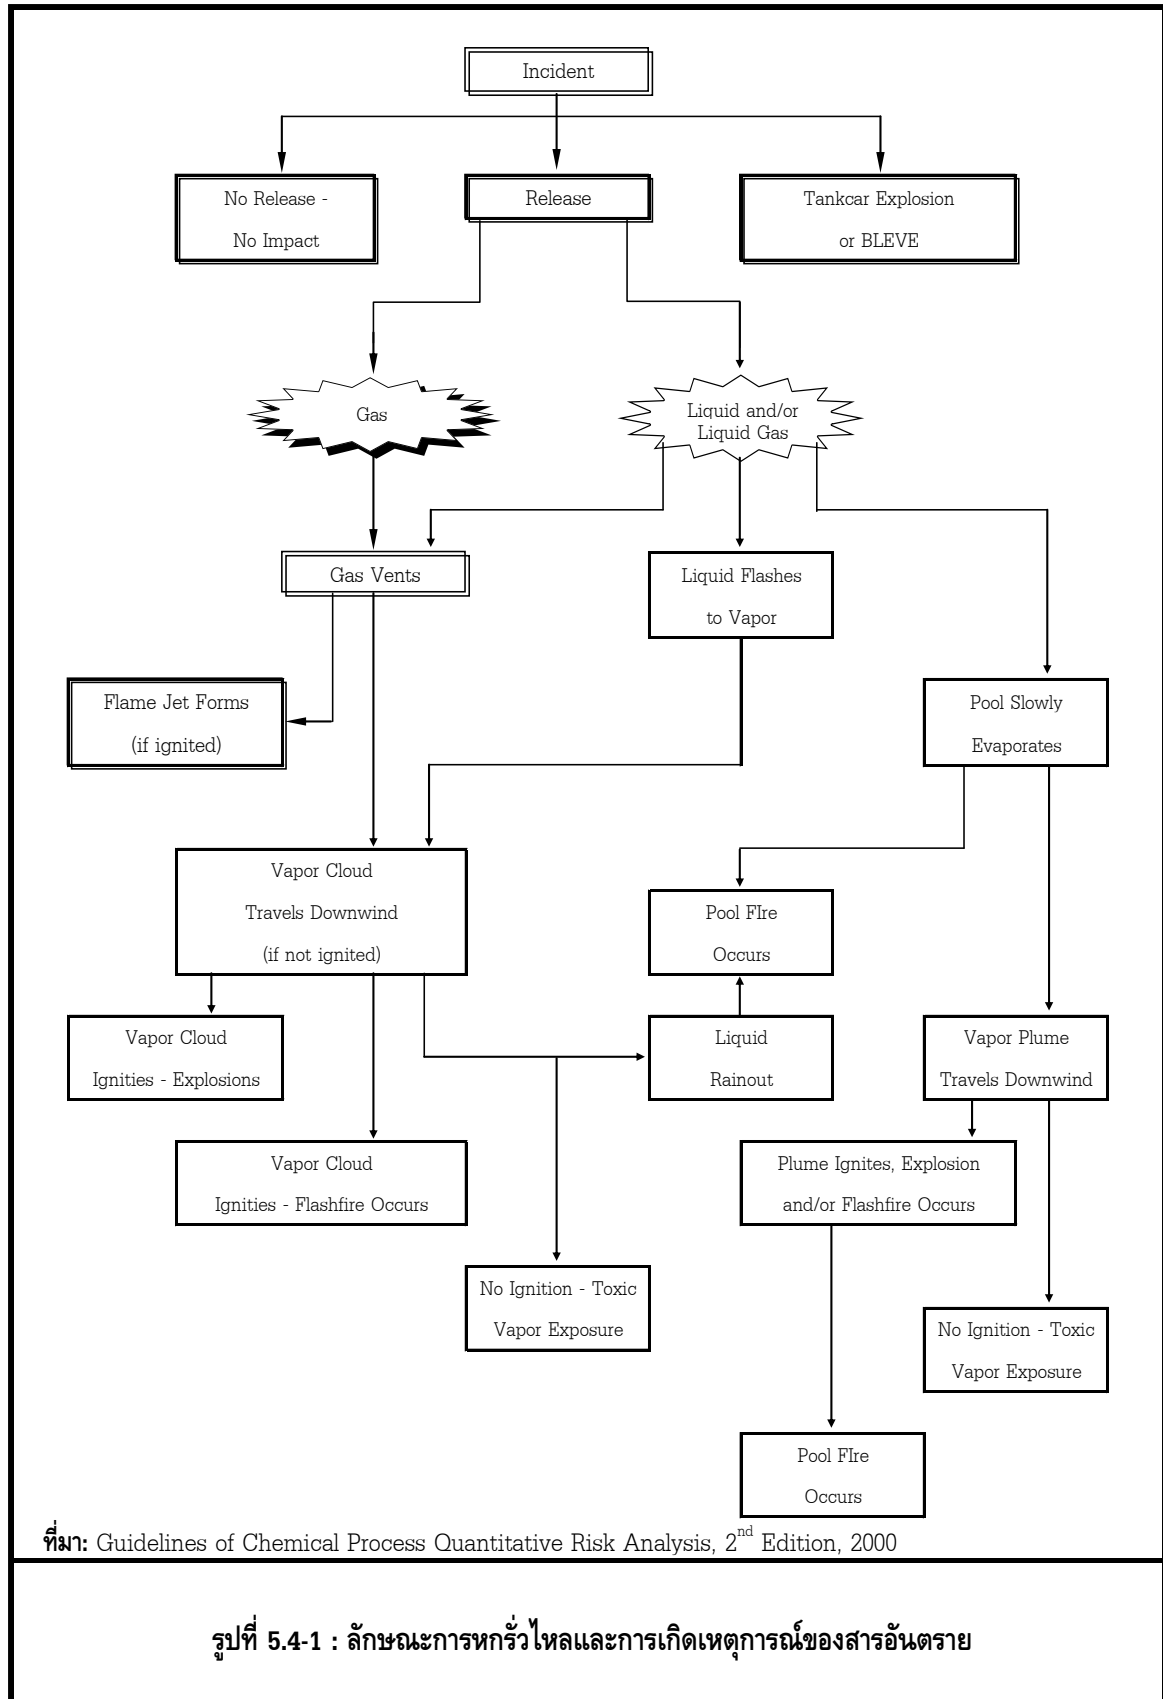 Incident
No Release -
No Impact
Release
Tankcar Explosion
or BLEVE
Gas
Liquid and/or
Liquid Gas
Gas Vents
Liquid Flashes
to Vapor
Flame Jet Forms
(if ignited)
Pool Slowly
Evaporates
Vapor Cloud
Travels Downwind
(if not ignited)
Pool FIre
Occurs
Vapor Cloud
Ignities - Explosions
Liquid
Rainout
Vapor Plume
Travels Downwind
Vapor Cloud
Ignities - Flashfire Occurs
Plume Ignites, Explosion
and/or Flashfire Occurs
No Ignition - Toxic
Vapor Exposure
No Ignition - Toxic
Vapor Exposure
Pool FIre
Occurs
ที่มา: Guidelines of Chemical Process Quantitative Risk Analysis, 2nd Edition, 2000
รูปที่ 5.4-1 : ลักษณะการหกรั่วไหลและการเกิดเหตุการณ์ของสารอันตราย